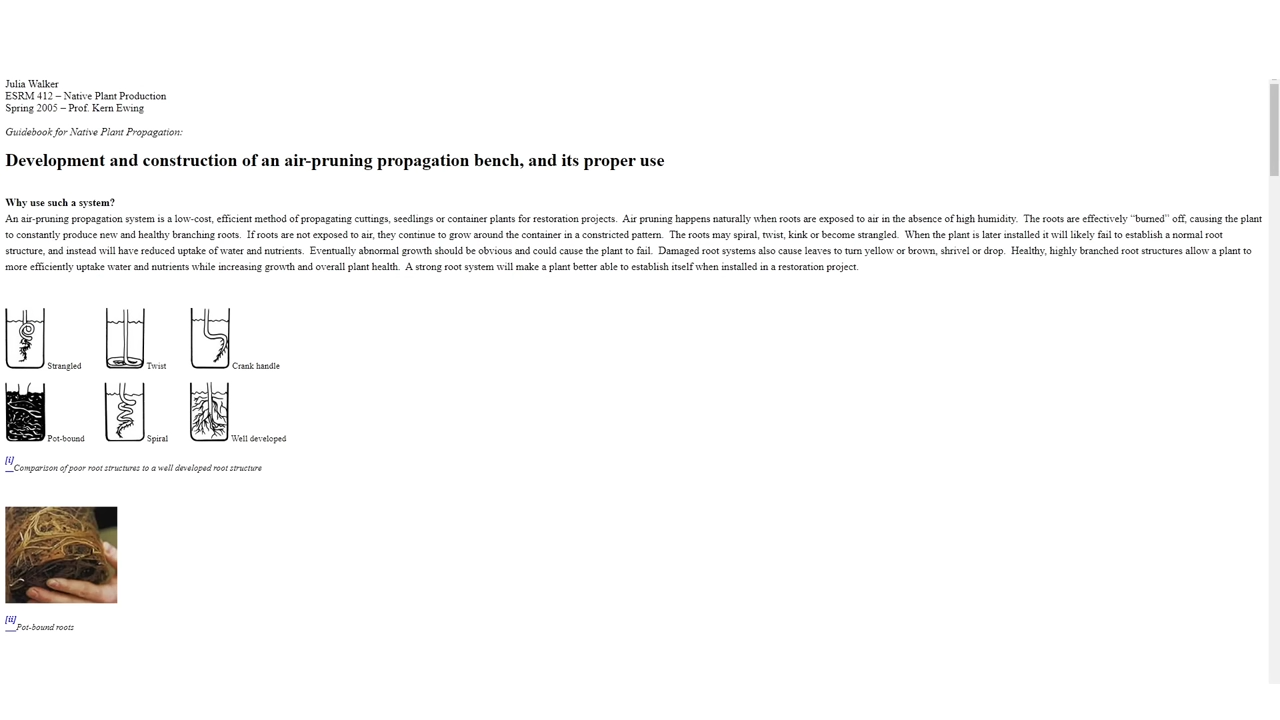 Julia Walker
ESRM 412 – Native Plant Production
Spring 2005 – Prof. Kern Ewing
Guidebook for Native Plant Propagation:
Development and construction of an air-pruning propagation bench, and its proper use
Why use such a system?
An air-pruning propagation system is a low-cost, efficient method of propagating cuttings, seedlings or container plants for restoration projects.  Air pruning happens naturally when roots are exposed to air in the absence of high humidity.  The roots are effectively “burned” off, causing the plant
to constantly produce new and healthy branching roots.  If roots are not exposed to air, they continue to grow around the container in a constricted pattern.  The roots may spiral, twist, kink or become strangled.  When the plant is later installed it will likely fail to establish a normal root
structure, and instead will have reduced uptake of water and nutrients.  Eventually abnormal growth should be obvious and could cause the plant to fail.  Damaged root systems also cause leaves to turn yellow or brown, shrivel or drop.  Healthy, highly branched root structures allow a plant to
more efficiently uptake water and nutrients while increasing growth and overall plant health.  A strong root system will make a plant better able to establish itself when installed in a restoration project.
Strangled Twist Crank handle
Pot-bound Spiral Well developed
[i]
Comparison of poor root structures to a well developed root structure
[ii]
Pot-bound roots